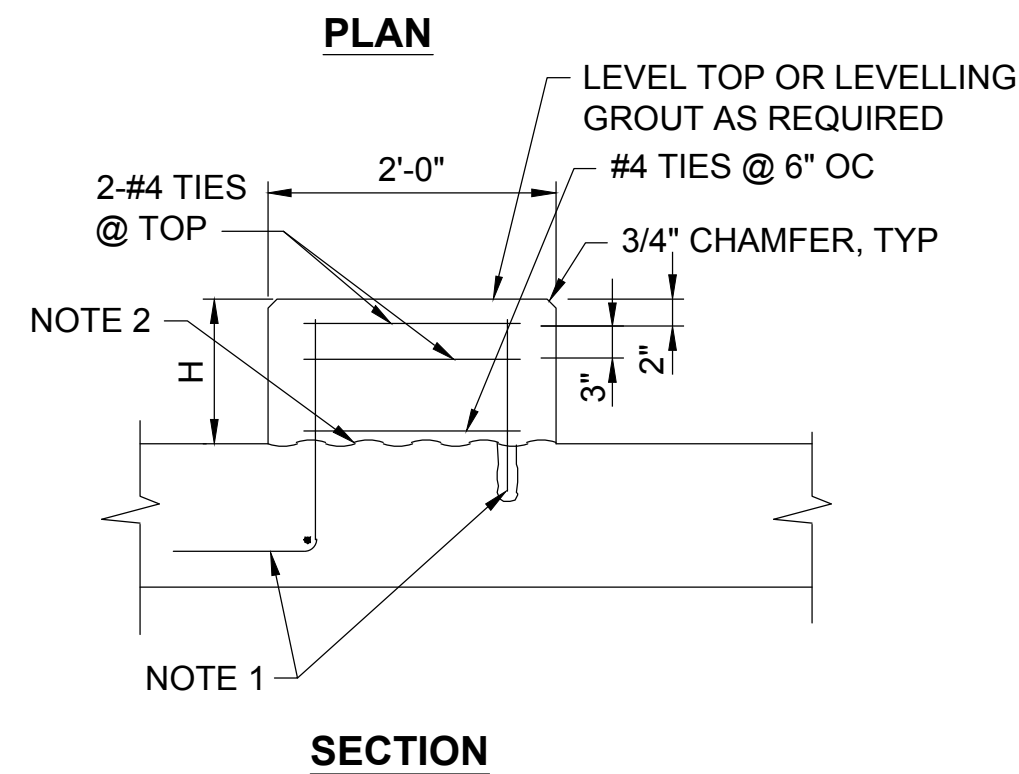 PLAN
LEVEL TOP OR LEVELLING
GROUT AS REQUIRED
2'-0"
#4 TIES @ 6" OC
2-#4 TIES
@ TOP
3/4" CHAMFER, TYP
NOTE 2
H
3"
2"
NOTE 1
SECTION